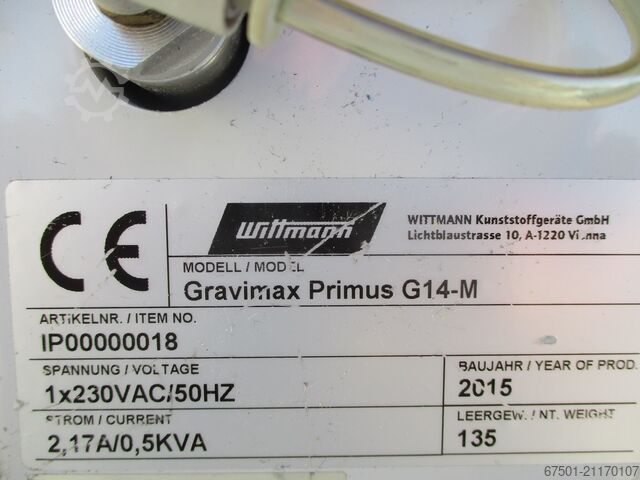 CE
Wittmann
WITTMANN Kunststoffgeräte GmbH
Lichtblaustrasse 10, A-1220 Vienna
MODELL / MODEL
Gravimax Primus G14-M
ARTIKELNR. / ITEM NO.
IP00000018
SPANNUNG / VOLTAGE
1x230VAC/50HZ
BAUJAHR / YEAR OF PROD.
2015
STROM / CURRENT
2,17A/0,5KVA
LEERGEW. / NT. WEIGHT
135
67501-21170107